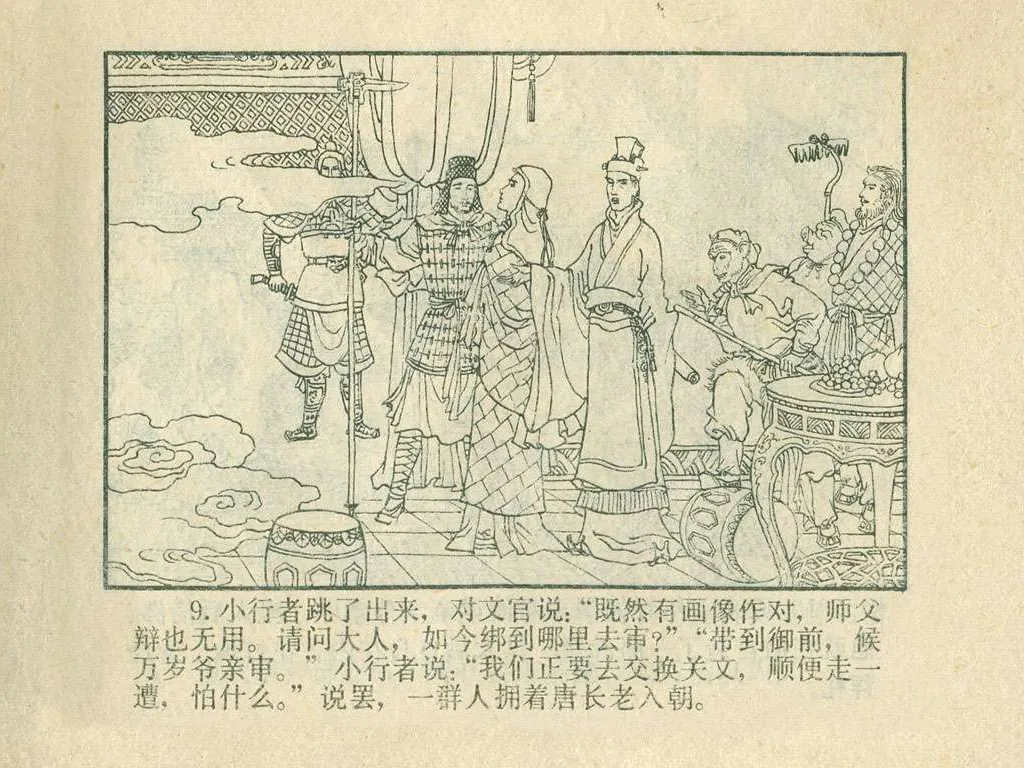 9. 小行者跳了出来，对文官说：“既然有画像作对，师父
辩也无用。请问大人，如今绑到哪里去审？”“带到御前，候
万岁爷亲审。”小行者说：“我们正要去交换关文，顺便走一
遭，怕什么。”说罢，一群人拥着唐长老入朝。